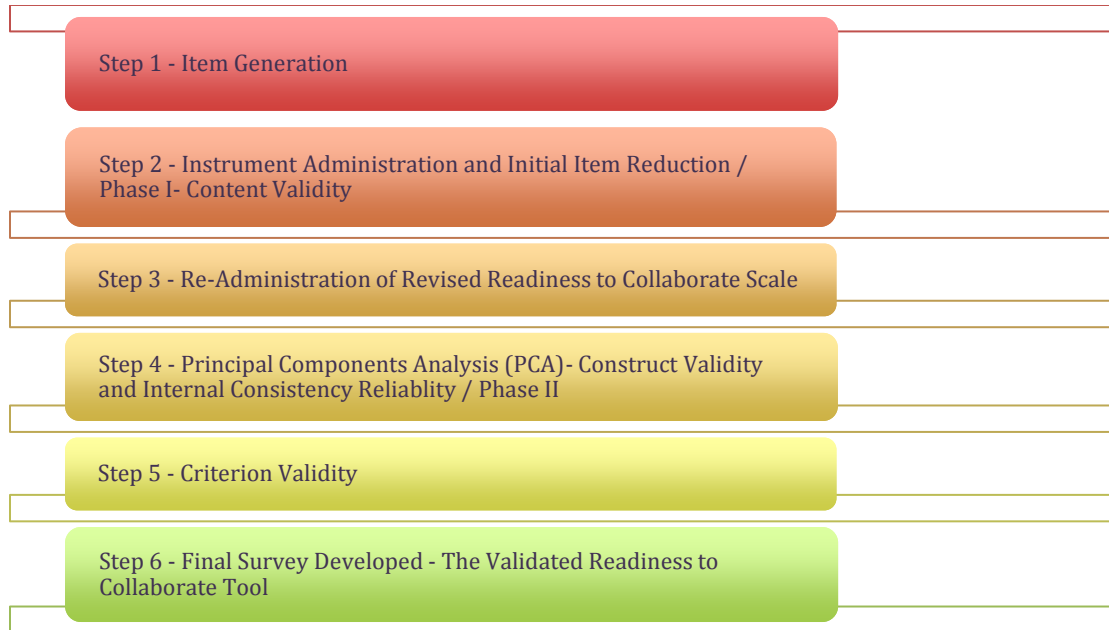 Step 1 - Item Generation
Step 2 - Instrument Administration and Initial Item Reduction /
Phase I- Content Validity
Step 3 - Re-Administration of Revised Readiness to Collaborate Scale
Step 4 - Principal Components Analysis (PCA)- Construct Validity
and Internal Consistency Reliablity / Phase II
Step 5 - Criterion Validity
Step 6 - Final Survey Developed - The Validated Readiness to
Collaborate Tool